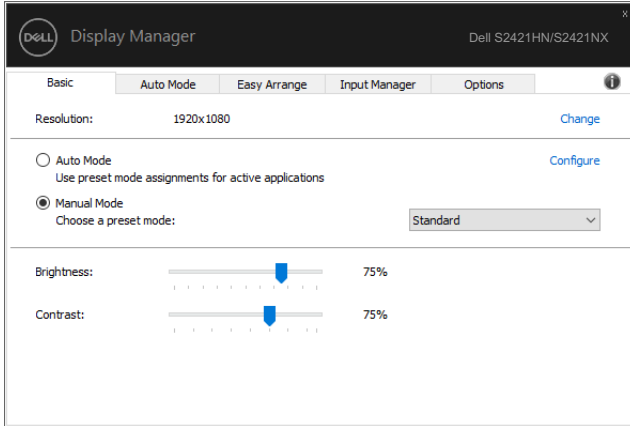 x
DELL Display Manager Dell S2421HN/S2421NX
Basic Auto Mode Easy Arrange Input Manager Options i
Resolution: 1920x1080 Change
Auto Mode Configure
Use preset mode assignments for active applications
Manual Mode
Choose a preset mode: Standard
Brightness: 75%
Contrast: 75%